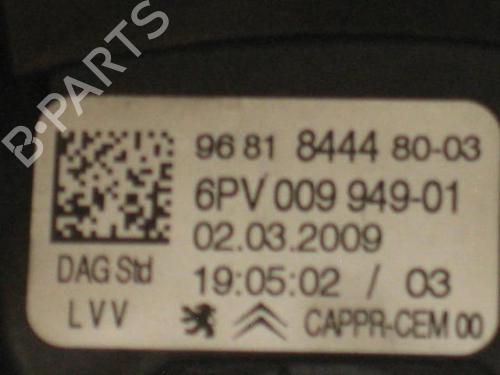 B-PARTS
96 81 8444 80-03
6PV 009 949-01
02.03.2009
DAG Std
19:05:02 / 03
LVV
CAPPR-CEM 00